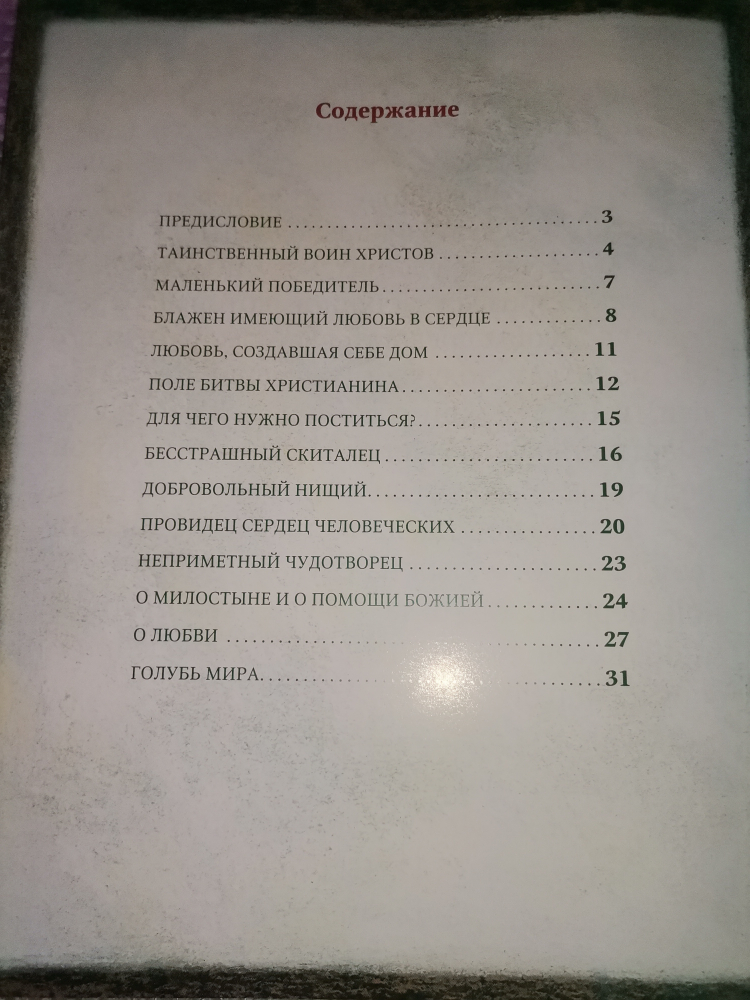 Содержание
ПРЕДИСЛОВИЕ ........................................ 3
ТАИНСТВЕННЫЙ ВОИН ХРИСТОВ ..................... 4
МАЛЕНЬКИЙ ПОБЕДИТЕЛЬ ............................ 7
БЛАЖЕН ИМЕЮЩИЙ ЛЮБОВЬ В СЕРДЦЕ ............. 8
ЛЮБОВЬ, СОЗДАВШАЯ СЕБЕ ДОМ ..................... 11
ПОЛЕ БИТВЫ ХРИСТИАНИНА ......................... 12
ДЛЯ ЧЕГО НУЖНО ПОСТИТЬСЯ? ....................... 15
БЕССТРАШНЫЙ СКИТАЛЕЦ ............................ 16
ДОБРОВОЛЬНЫЙ НИЩИЙ. ............................. 19
ПРОВИДЕЦ СЕРДЕЦ ЧЕЛОВЕЧЕСКИХ .................. 20
НЕПРИМЕТНЫЙ ЧУДОТВОРЕЦ ......................... 23
О МИЛОСТЫНЕ И О ПОМОЩИ БОЖИЕЙ ............... 24
О ЛЮБВИ ............................................. 27
ГОЛУБЬ МИРА. ........................................ 31